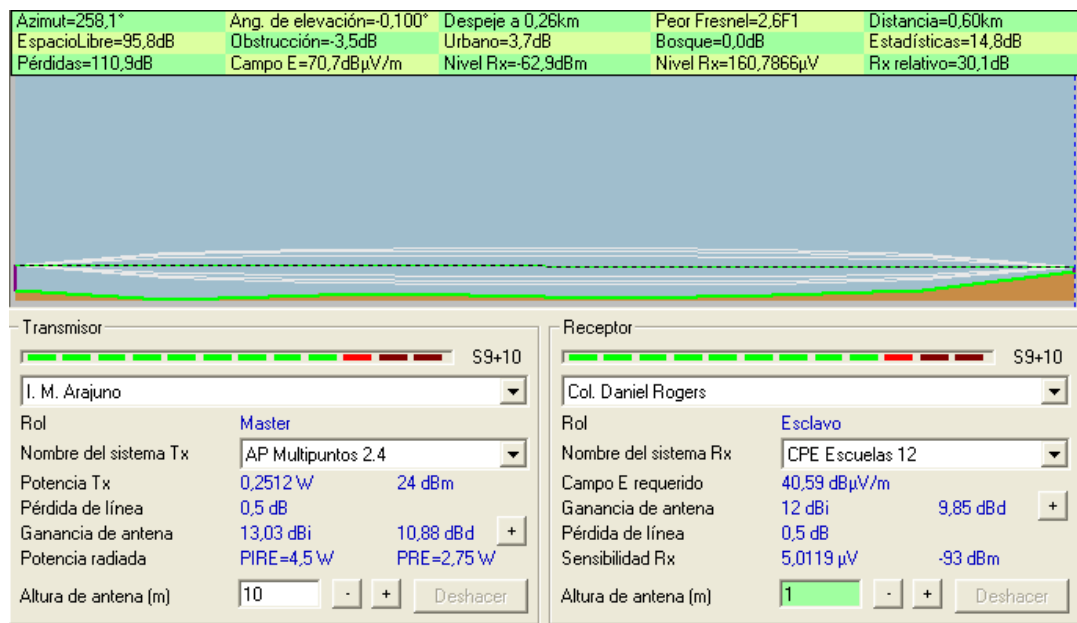 Azimut=258,1° Ang. de elevación=-0,100° Despeje a 0,26km Peor Fresnel=2,6F1 Distancia=0,60km
EspacioLibre=95,8dB Obstrucción=-3,5dB Urbano=3,7dB Bosque=0,0dB Estadísticas=14,8dB
Pérdidas=110,9dB Campo E=70,7dBµV/m Nivel Rx=-62,9dBm Nivel Rx=160,7866µV Rx relativo=30,1dB
Transmisor
S9+10
I. M. Arajuno
Rol Master
Nombre del sistema Tx AP Multipuntos 2.4
Potencia Tx 0,2512 W 24 dBm
Pérdida de línea 0,5 dB
Ganancia de antena 13,03 dBi 10,88 dBd +
Potencia radiada PIRE=4,5 W PRE=2,75 W
Altura de antena (m) 10 - + Deshacer
Receptor
S9+10
Col. Daniel Rogers
Rol Esclavo
Nombre del sistema Rx CPE Escuelas 12
Campo E requerido 40,59 dBµV/m
Ganancia de antena 12 dBi 9,85 dBd +
Pérdida de línea 0,5 dB
Sensibilidad Rx 5,0119 µV -93 dBm
Altura de antena (m) 1 - + Deshacer